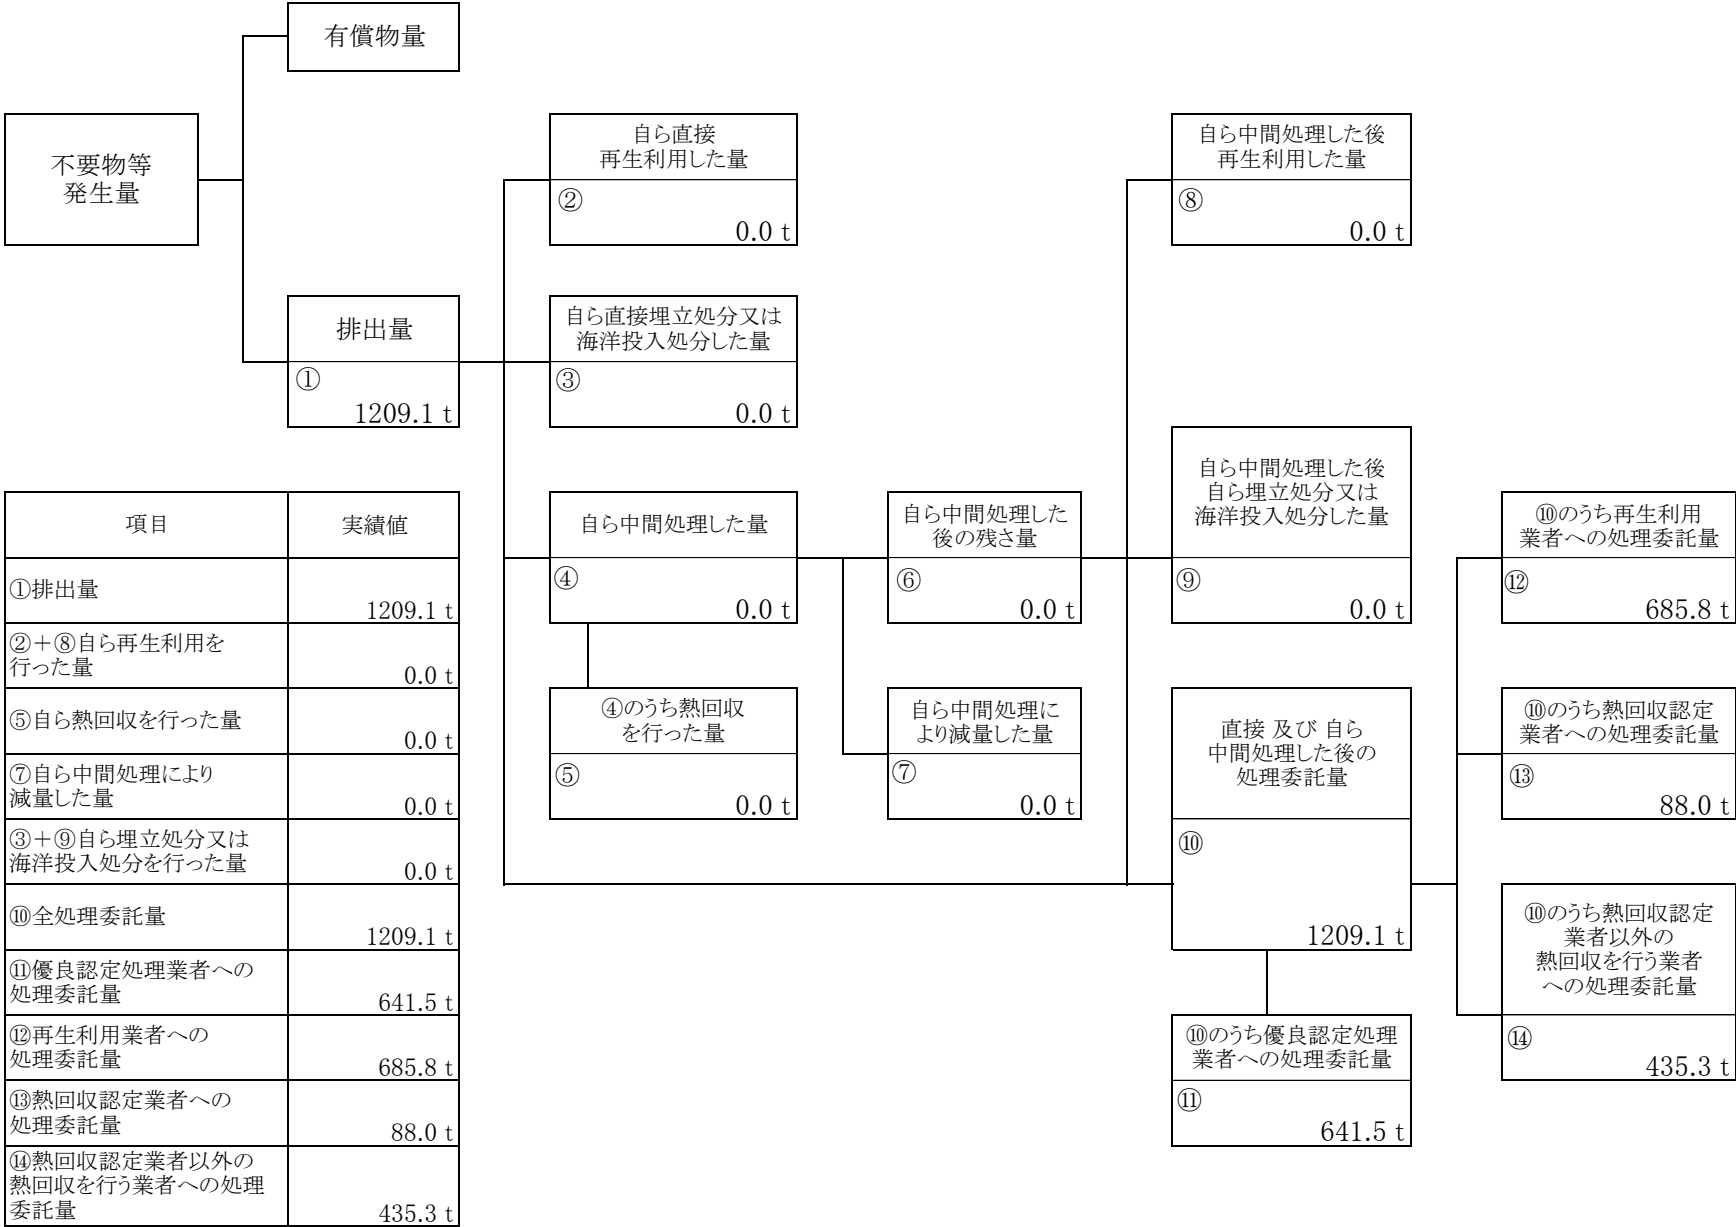 有償物量
不要物等
発生量
自ら直接
再生利用した量
②
0.0 t
自ら中間処理した後
再生利用した量
⑧
0.0 t
排出量
①
1209.1 t
自ら直接埋立処分又は
海洋投入処分した量
③
0.0 t
自ら中間処理した量
④
0.0 t
自ら中間処理した
後の残さ量
⑥
0.0 t
自ら中間処理した後
自ら埋立処分又は
海洋投入処分した量
⑨
0.0 t
⑩のうち再生利用
業者への処理委託量
⑫
685.8 t
④のうち熱回収
を行った量
⑤
0.0 t
自ら中間処理に
より減量した量
⑦
0.0 t
直接 及び 自ら
中間処理した後の
処理委託量
⑩
1209.1 t
⑩のうち熱回収認定
業者への処理委託量
⑬
88.0 t
⑩のうち熱回収認定
業者以外の
熱回収を行う業者
への処理委託量
⑭
435.3 t
⑩のうち優良認定処理
業者への処理委託量
⑪
641.5 t
項目 実績値
①排出量
1209.1 t
②＋⑧自ら再生利用を
行った量
0.0 t
⑤自ら熱回収を行った量
0.0 t
⑦自ら中間処理により
減量した量
0.0 t
③＋⑨自ら埋立処分又は
海洋投入処分を行った量
0.0 t
⑩全処理委託量
1209.1 t
⑪優良認定処理業者への
処理委託量
641.5 t
⑫再生利用業者への
処理委託量
685.8 t
⑬熱回収認定業者への
処理委託量
88.0 t
⑭熱回収認定業者以外の
熱回収を行う業者への処理
委託量
435.3 t